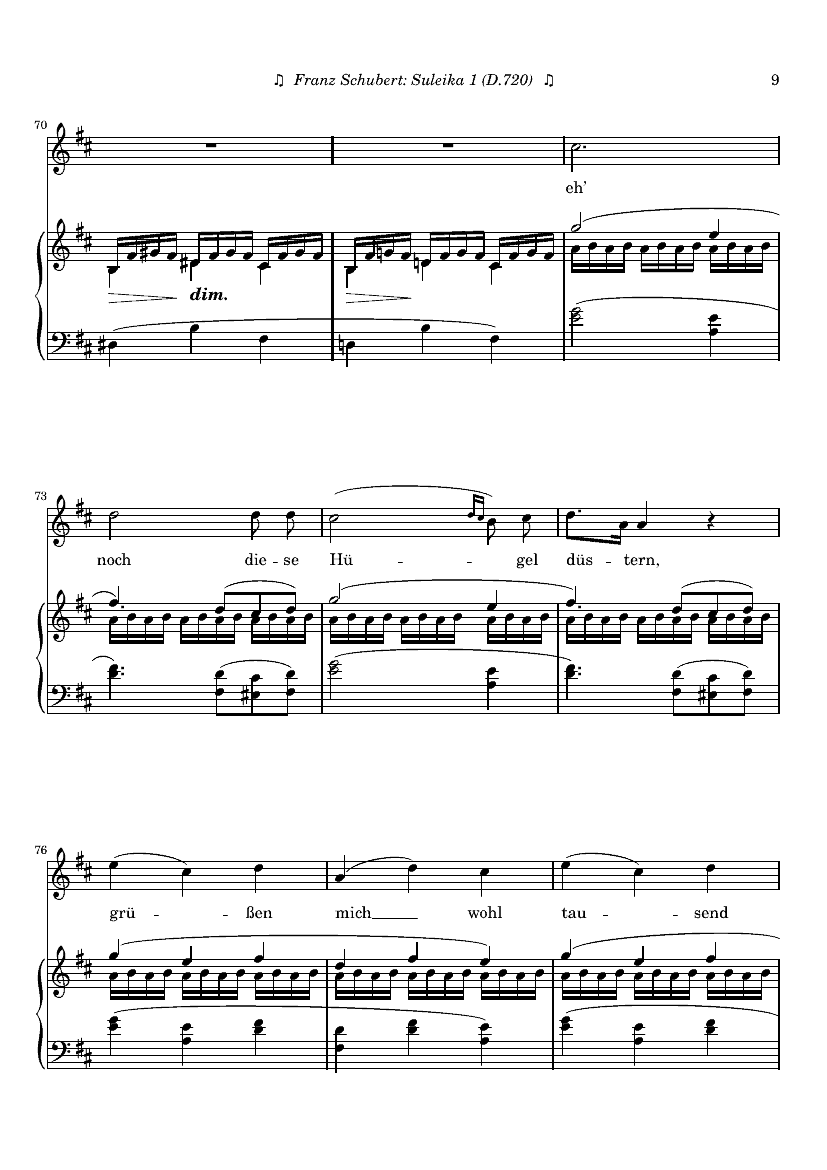 ♫ Franz Schubert: Suleika 1 (D.720) ♫ 9
70
eh’
dim.
73
noch die - se Hü - - gel düs - tern,
76
grü - - ßen mich____ wohl tau - - send